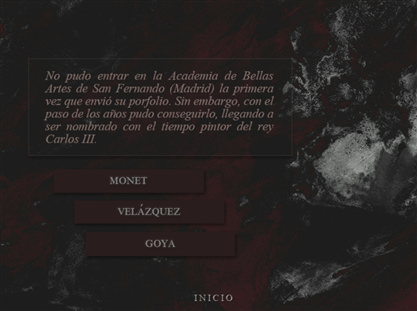 No pudo entrar en la Academia de Bellas
Artes de San Fernando (Madrid) la primera
vez que envió su porfolio. Sin embargo, con el
paso de los años pudo conseguirlo, llegando a
ser nombrado con el tiempo pintor del rey
Carlos III.
MONET
VELÁZQUEZ
GOYA
INICIO